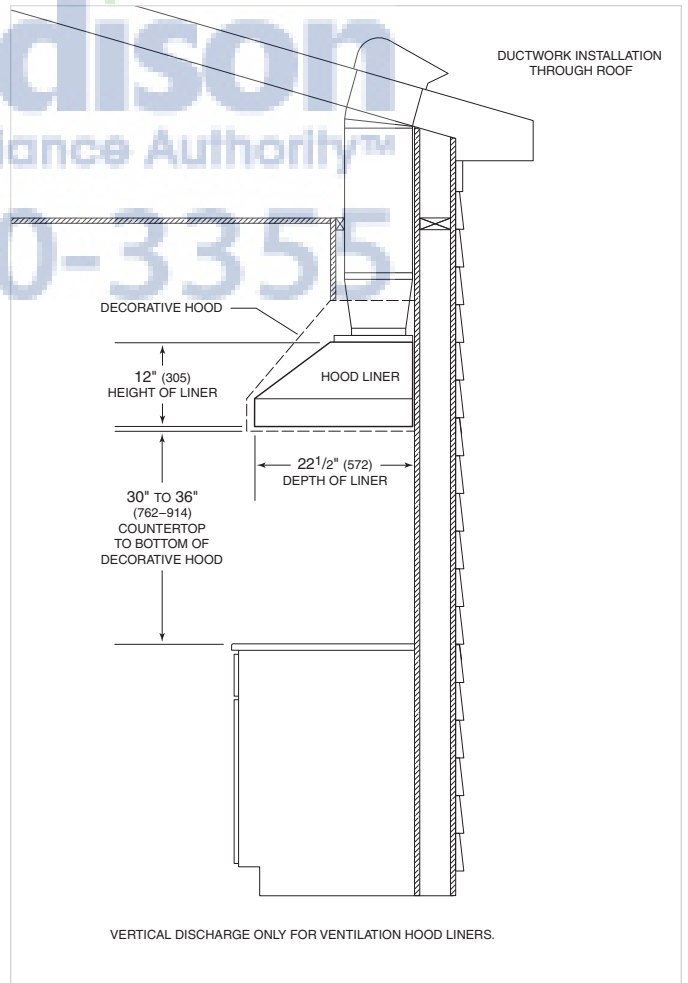 dison
iance Authority™
0-3355
DUCTWORK INSTALLATION
THROUGH ROOF
DECORATIVE HOOD
HOOD LINER
12" (305)
HEIGHT OF LINER
22 1/2" (572)
DEPTH OF LINER
30" TO 36"
(762–914)
COUNTERTOP
TO BOTTOM OF
DECORATIVE HOOD
VERTICAL DISCHARGE ONLY FOR VENTILATION HOOD LINERS.